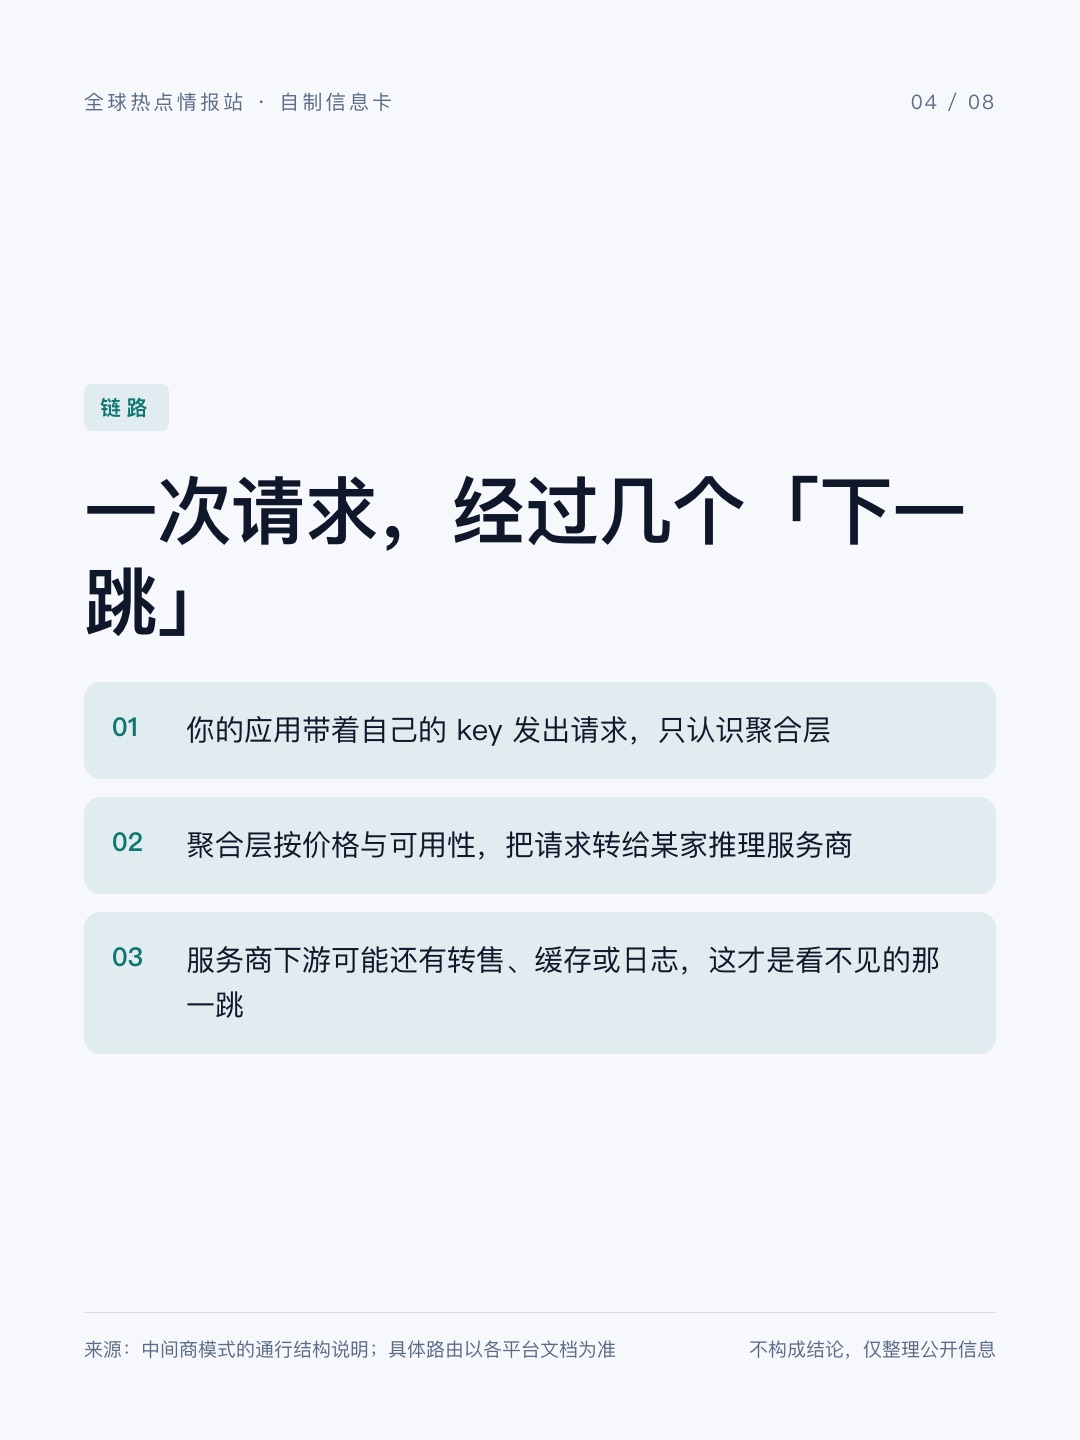 全球热点情报站 · 自制信息卡
04 / 08
链路
一次请求，经过几个「下一
跳」
01 你的应用带着自己的 key 发出请求，只认识聚合层
02 聚合层按价格与可用性，把请求转给某家推理服务商
03 服务商下游可能还有转售、缓存或日志，这才是看不见的那
一跳
来源：中间商模式的通行结构说明；具体路由以各平台文档为准
不构成结论，仅整理公开信息